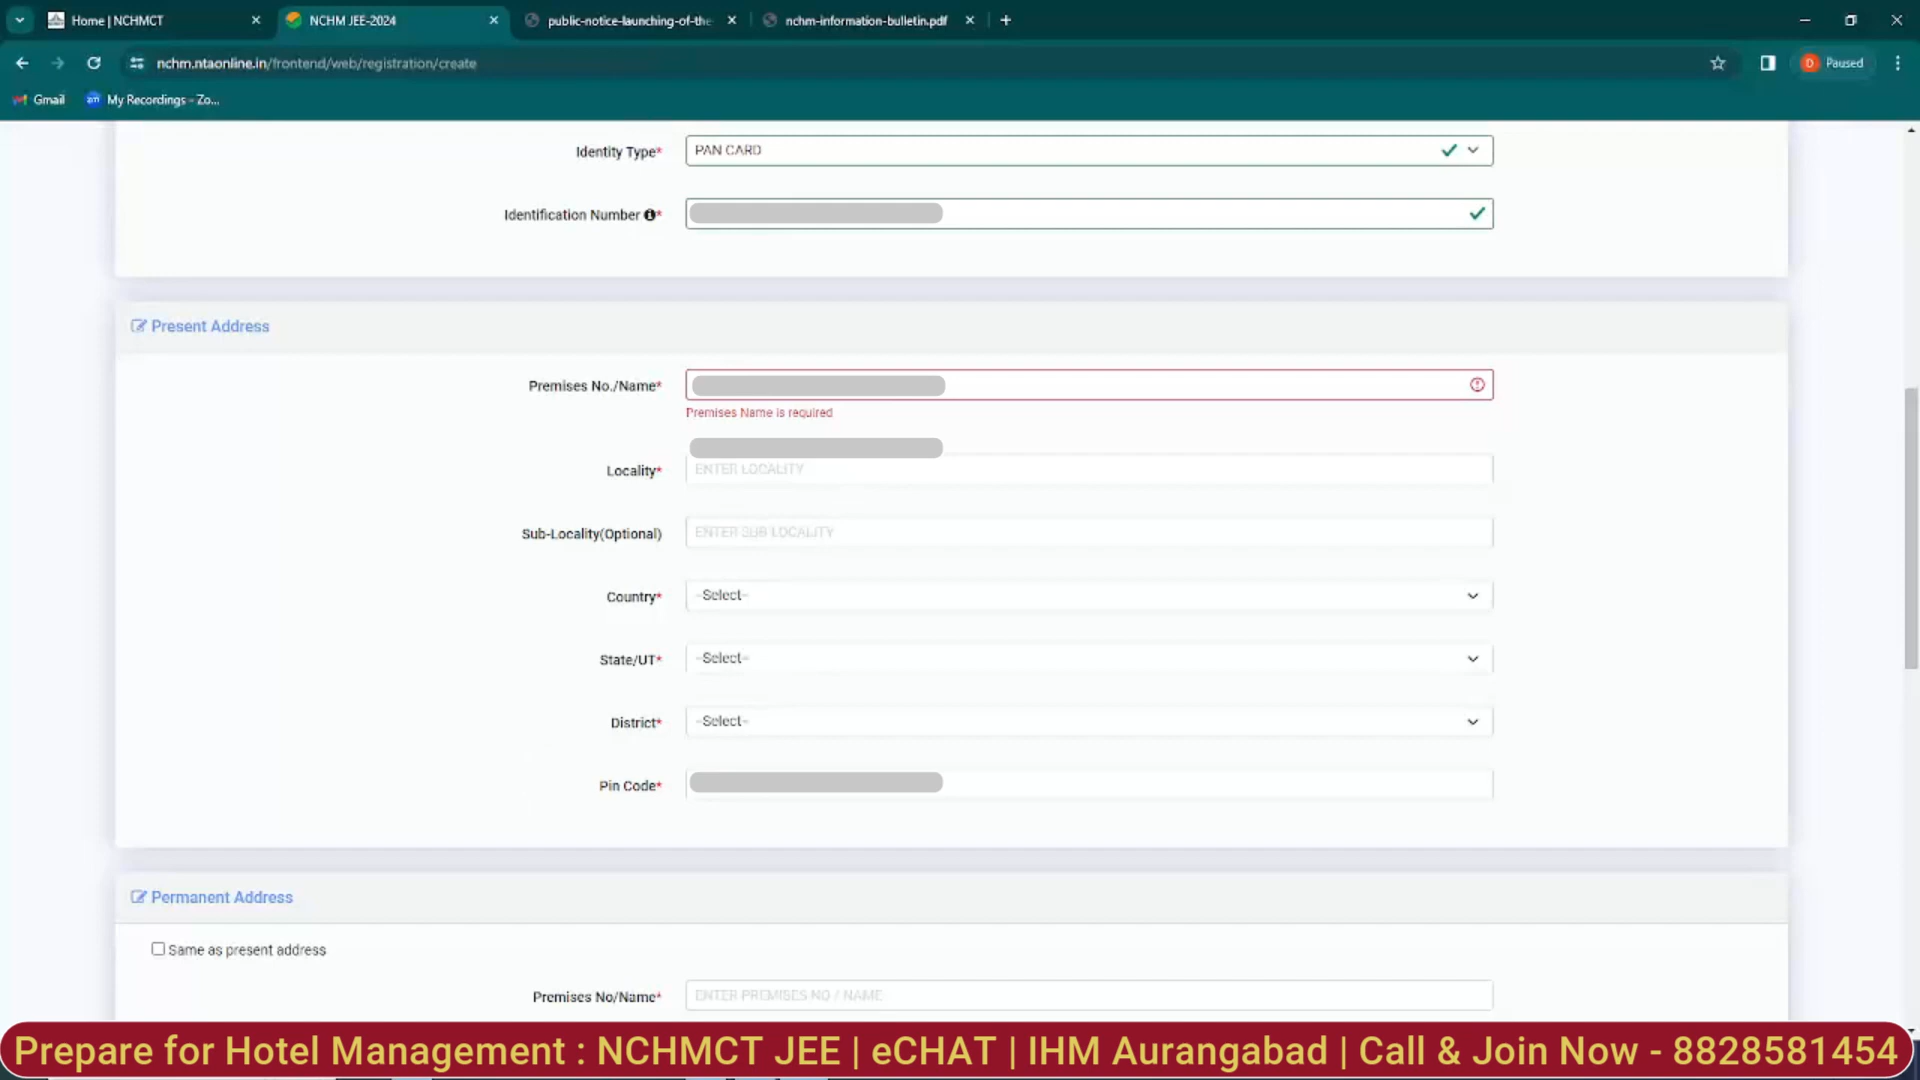 Home | NCHMCT
NCHM JEE-2024
public-notice-launching-of-the
nchm-information-bulletin.pdf
nchm.ntaonline.in/frontend/web/registration/create
D Paused
Gmail
My Recordings - Zo...
Identity Type* PAN CARD
Identification Number *
Present Address
Premises No./Name*
Premises Name is required
Locality* ENTER LOCALITY
Sub-Locality(Optional) ENTER SUB LOCALITY
Country* -Select-
State/UT* -Select-
District* -Select-
Pin Code*
Permanent Address
Same as present address
Premises No/Name* ENTER PREMISES NO / NAME
Prepare for Hotel Management : NCHMCT JEE | eCHAT | IHM Aurangabad | Call & Join Now - 8828581454